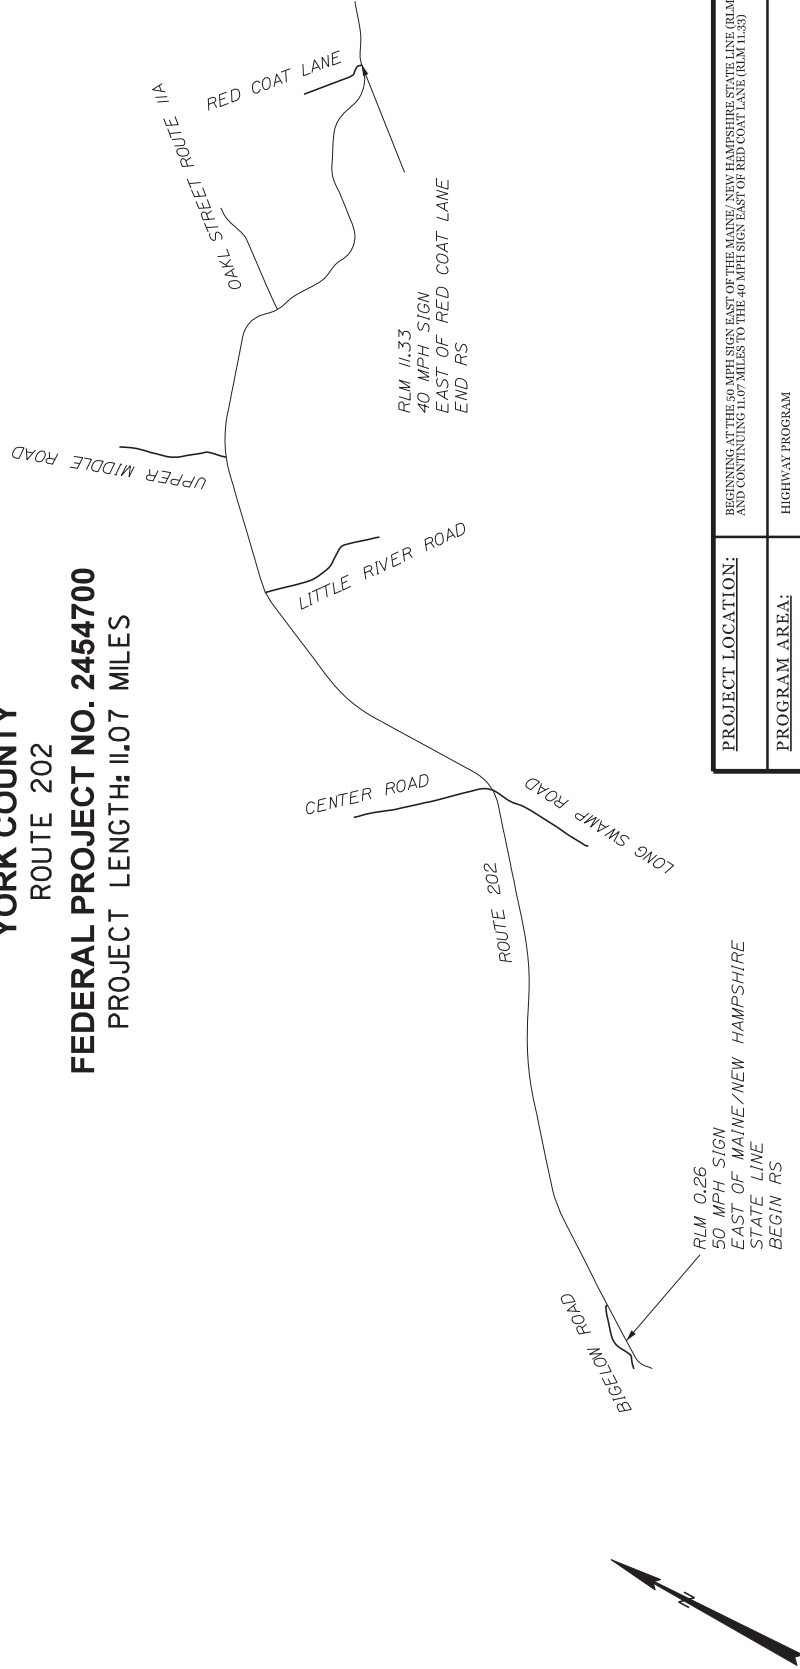 YORK COUNTY
ROUTE 202
FEDERAL PROJECT NO. 2454700
PROJECT LENGTH: 11.07 MILES
BIGELOW ROAD
RLM 0.26
50 MPH SIGN
EAST OF MAINE/NEW HAMPSHIRE
STATE LINE
BEGIN RS
ROUTE 202
CENTER ROAD
LONG SWAMP ROAD
LITTLE RIVER ROAD
UPPER MIDDLE ROAD
OAKL STREET ROUTE 11A
RED COAT LANE
RLM 11.33
40 MPH SIGN
EAST OF RED COAT LANE
END RS
N
PROJECT LOCATION:
BEGINNING AT THE 50 MPH SIGN EAST OF THE MAINE/ NEW HAMPSHIRE STATE LINE (RLM
AND CONTINUING 11.07 MILES TO THE 40 MPH SIGN EAST OF RED COAT LANE (RLM 11.33)
PROGRAM AREA:
HIGHWAY PROGRAM